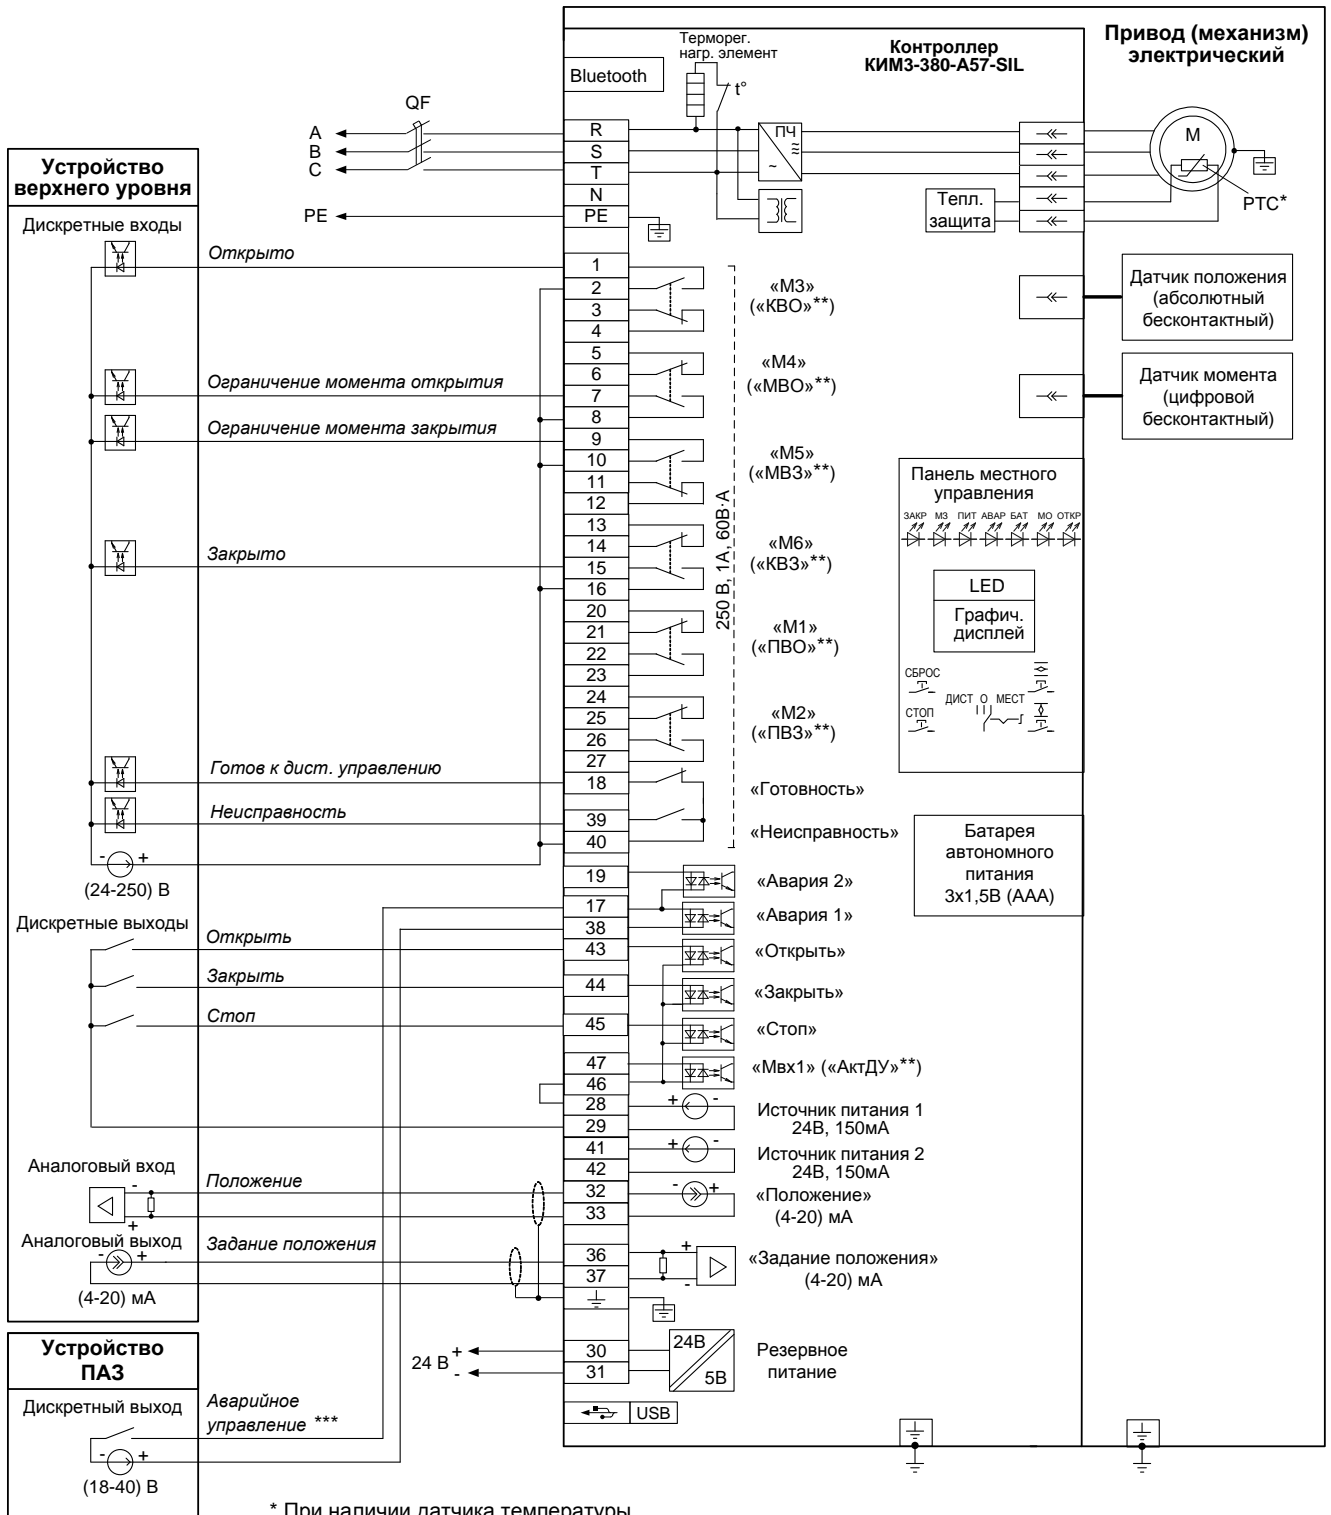 Привод (механизм)
электрический
Контроллер
КИМ3-380-А57-SIL
Терморег.
нагр. элемент
Bluetooth
t°
QF
A
B
C
PE
R
S
T
N
PE
ПЧ
≈
~
M
PTC*
Тепл.
защита
Устройство
верхнего уровня
Дискретные входы
Открыто
1
2
3
4
«М3»
(«КВО»**)
Датчик положения
(абсолютный
бесконтактный)
5
6
7
8
Ограничение момента открытия
«М4»
(«МВО»**)
Датчик момента
(цифровой
бесконтактный)
Ограничение момента закрытия
9
10
11
12
«М5»
(«МВЗ»**)
Панель местного
управления
ЗАКР МЗ ПИТ АВАР БАТ МО ОТКР
Закрыто
13
14
15
16
«М6»
(«КВЗ»**)
250 В, 1А, 60В·А
LED
Графич.
дисплей
20
21
22
23
«М1»
(«ПВО»**)
СБРОС
СТОП
ДИСТ О МЕСТ
24
25
26
27
«М2»
(«ПВЗ»**)
Готов к дист. управлению
18
«Готовность»
Неисправность
39
40
«Неисправность»
Батарея
автономного
питания
3х1,5В (ААА)
- +
(24-250) В
19
«Авария 2»
17
38
«Авария 1»
Дискретные выходы
Открыть
43
«Открыть»
Закрыть
44
«Закрыть»
Стоп
45
«Стоп»
47
46
«Мвх1» («АктДУ»**)
28
29
+ -
Источник питания 1
24В, 150мА
41
42
+ -
Источник питания 2
24В, 150мА
Аналоговый вход
-
+
Положение
32
33
- +
«Положение»
(4-20) мА
Аналоговый выход
- +
(4-20) мА
Задание положения
36
37
+
-
«Задание положения»
(4-20) мА
24 В
+
-
30
31
24В
5В
Резервное
питание
USB
Устройство
ПАЗ
Дискретный выход
Аварийное
управление ***
- +
(18-40) В
* При наличии датчика температуры